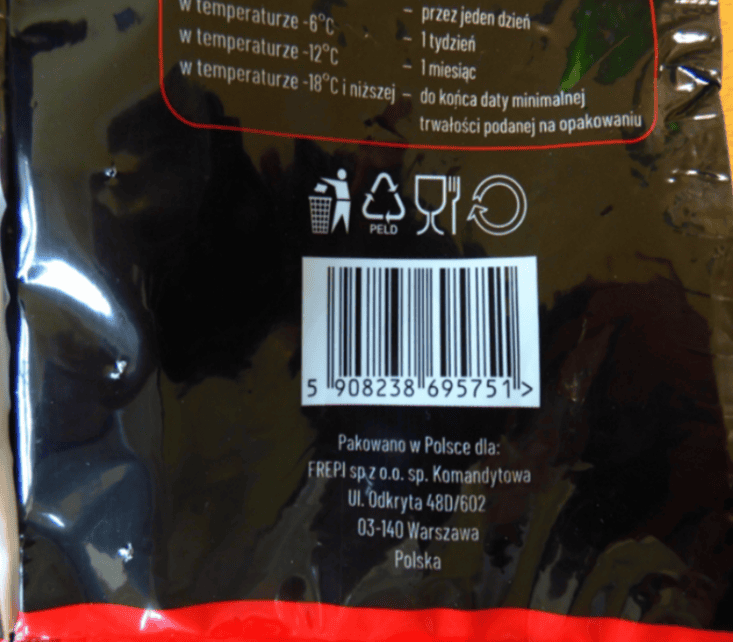 w temperaturze -6°C – przez jeden dzień
w temperaturze -12°C – 1 tydzień
w temperaturze -18°C i niższej – 1 miesiąc
– do końca daty minimalnej
trwałości podanej na opakowaniu
PELD
5 908238 695751 >
Pakowano w Polsce dla:
FREPI sp z o.o. sp. Komandytowa
Ul. Odkryta 48D/602
03-140 Warszawa
Polska